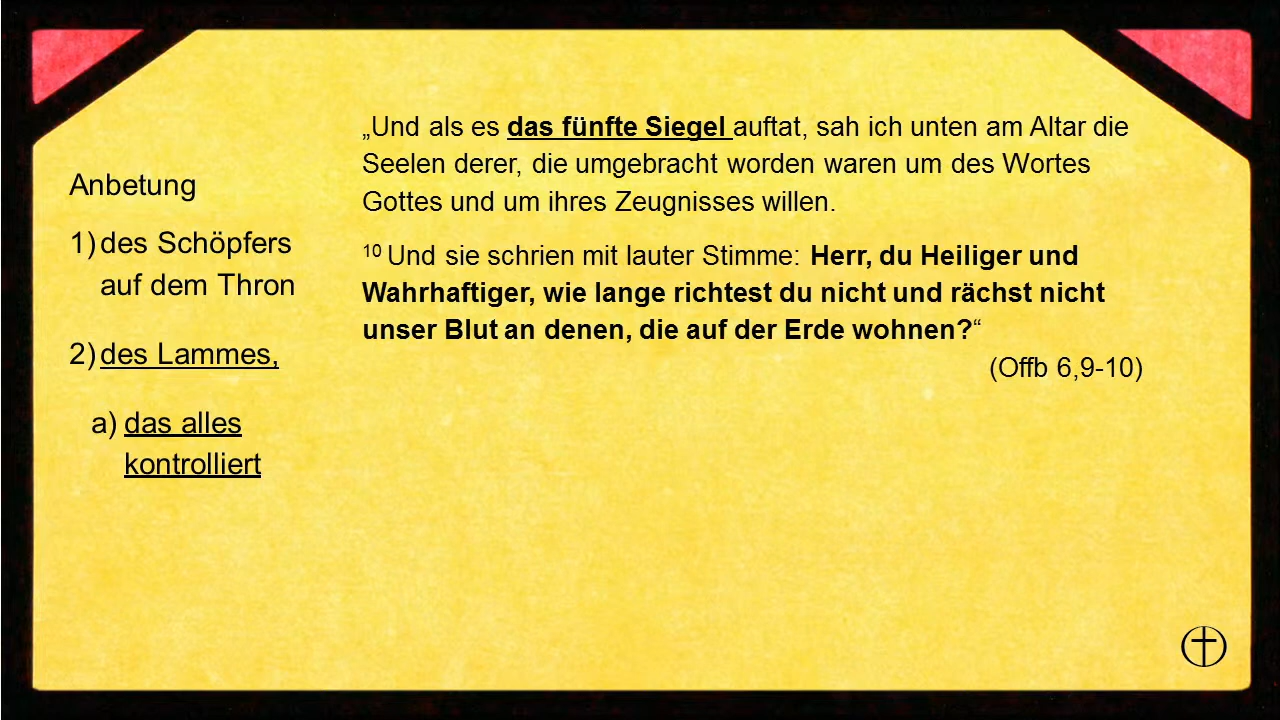 Anbetung
1) des Schöpfers
auf dem Thron
2) des Lammes,
a) das alles
kontrolliert
„Und als es das fünfte Siegel auftat, sah ich unten am Altar die
Seelen derer, die umgebracht worden waren um des Wortes
Gottes und um ihres Zeugnisses willen.
10 Und sie schrien mit lauter Stimme: Herr, du Heiliger und
Wahrhaftiger, wie lange richtest du nicht und rächst nicht
unser Blut an denen, die auf der Erde wohnen?“
(Offb 6,9-10)